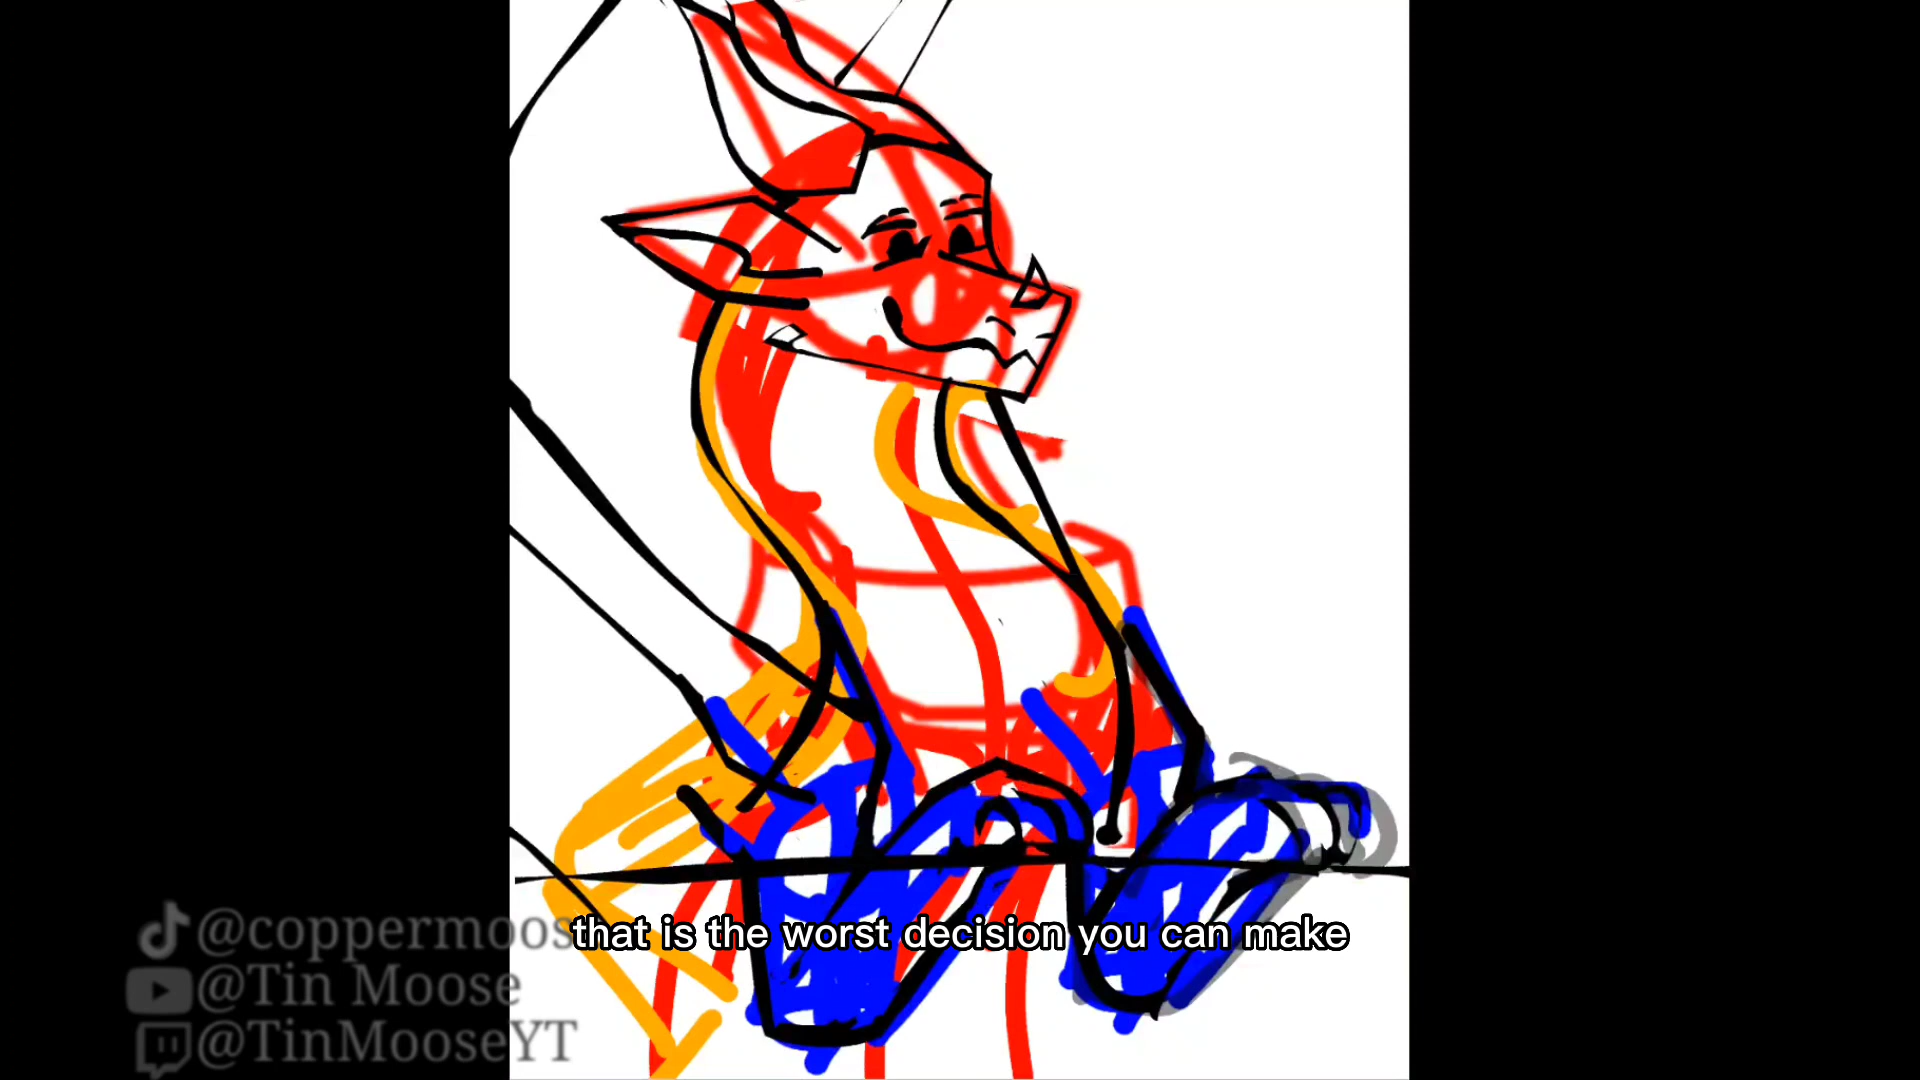 @coppermoos
that is the worst decision you can make
@Tin Moose
@TinMooseYT